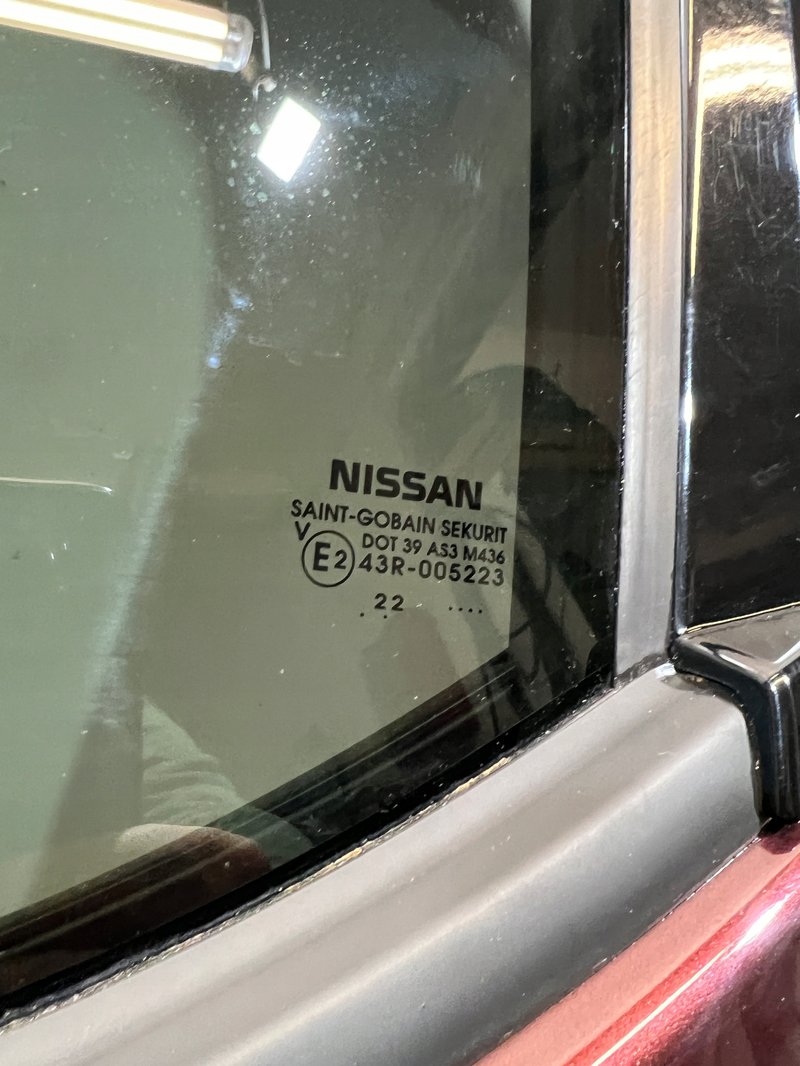 NISSAN
SAINT-GOBAIN SEKURIT
V DOT 39 AS3 M436
E2 43R-005223
. 22 . ....